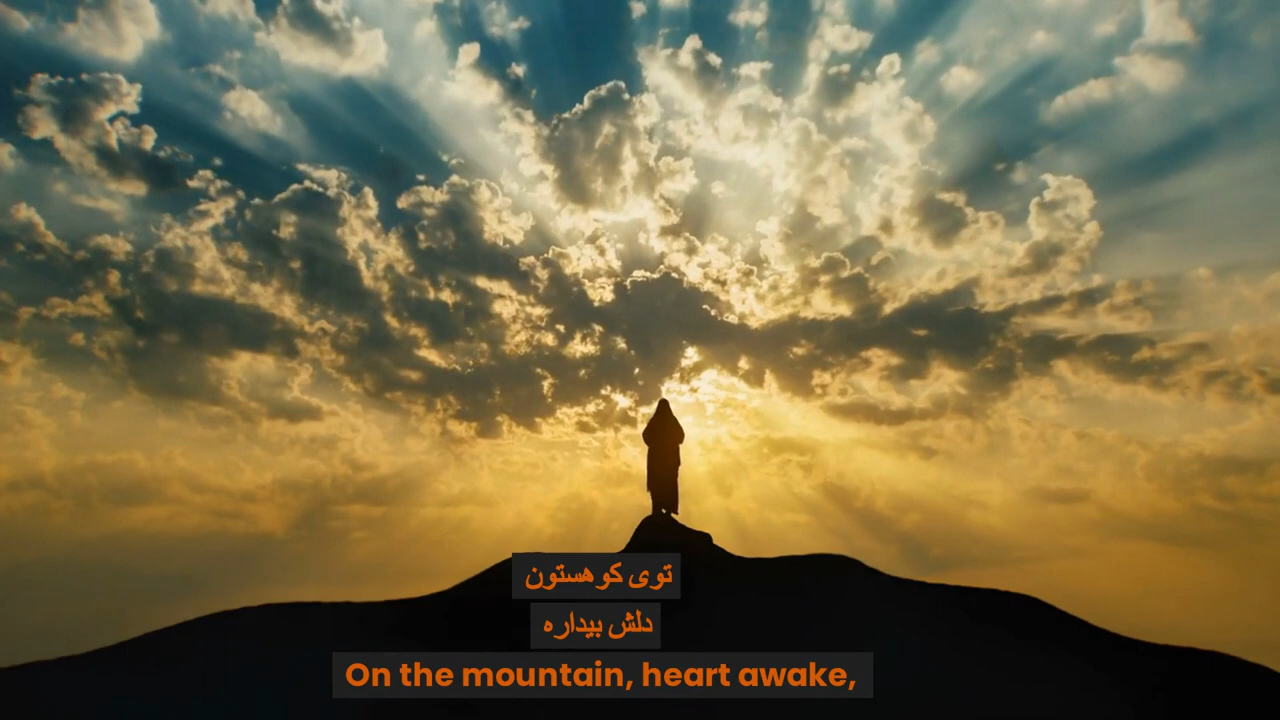 توی کوهستون
دلش بیداره
On the mountain, heart awake,